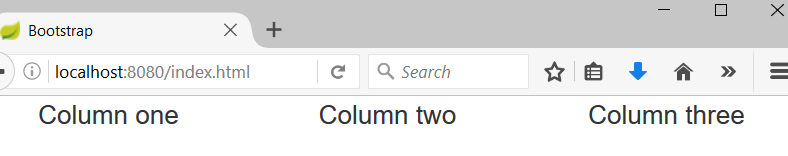 Bootstrap
localhost:8080/index.html Search
Column one Column two Column three